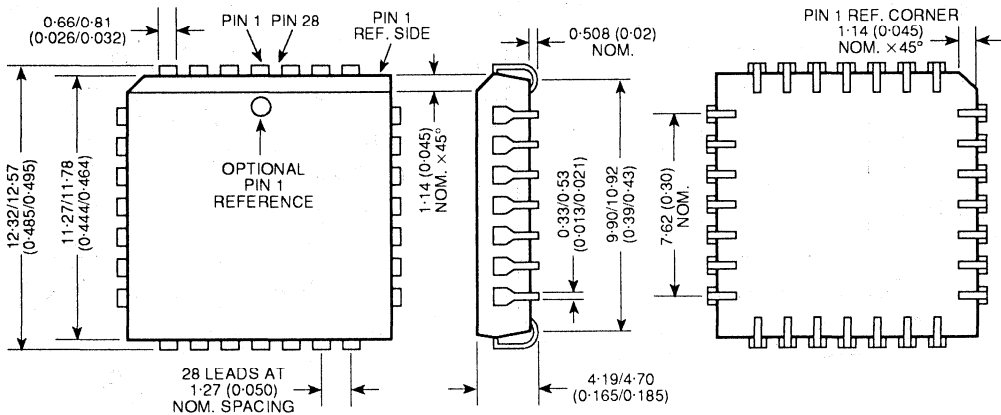 0·66/0·81
(0·026/0·032)
PIN 1 PIN 28
PIN 1
REF. SIDE
12·32/12·57
(0·485/0·495)
11·27/11·78
(0·444/0·464)
OPTIONAL
PIN 1
REFERENCE
28 LEADS AT
1·27 (0·050)
NOM. SPACING
1·14 (0·045)
NOM. ×45°
0·508 (0·02)
NOM.
0·33/0·53
(0·013/0·021)
9·90/10·92
(0·39/0·43)
4·19/4·70
(0·165/0·185)
PIN 1 REF. CORNER
1·14 (0·045)
NOM. ×45°
7·62 (0·30)
NOM.